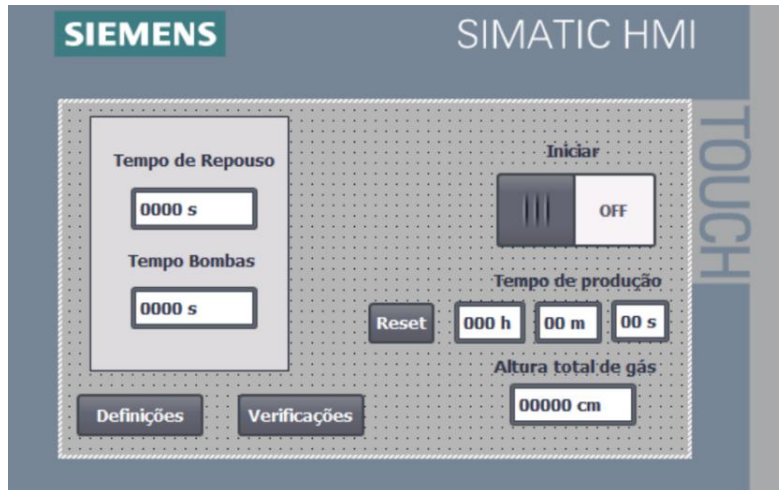 SIEMENS
SIMATIC HMI
TOUCH
Tempo de Repouso
0000 s
Tempo Bombas
0000 s
Iniciar
OFF
Tempo de produção
Reset
000 h
00 m
00 s
Altura total de gás
00000 cm
Definições
Verificações